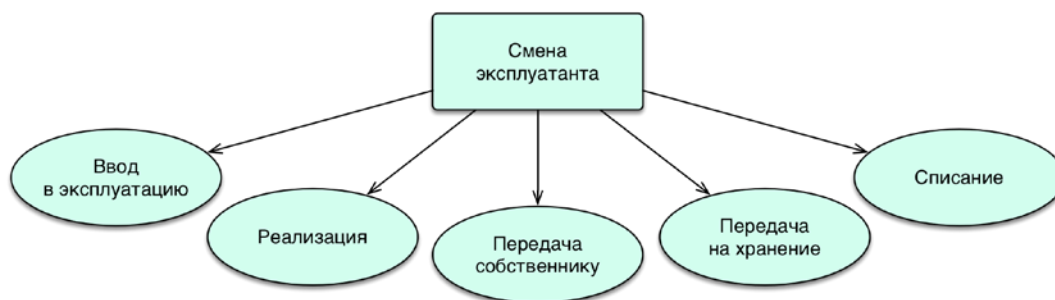 Смена
эксплуатанта
Ввод
в эксплуатацию
Реализация
Передача
собственнику
Передача
на хранение
Списание